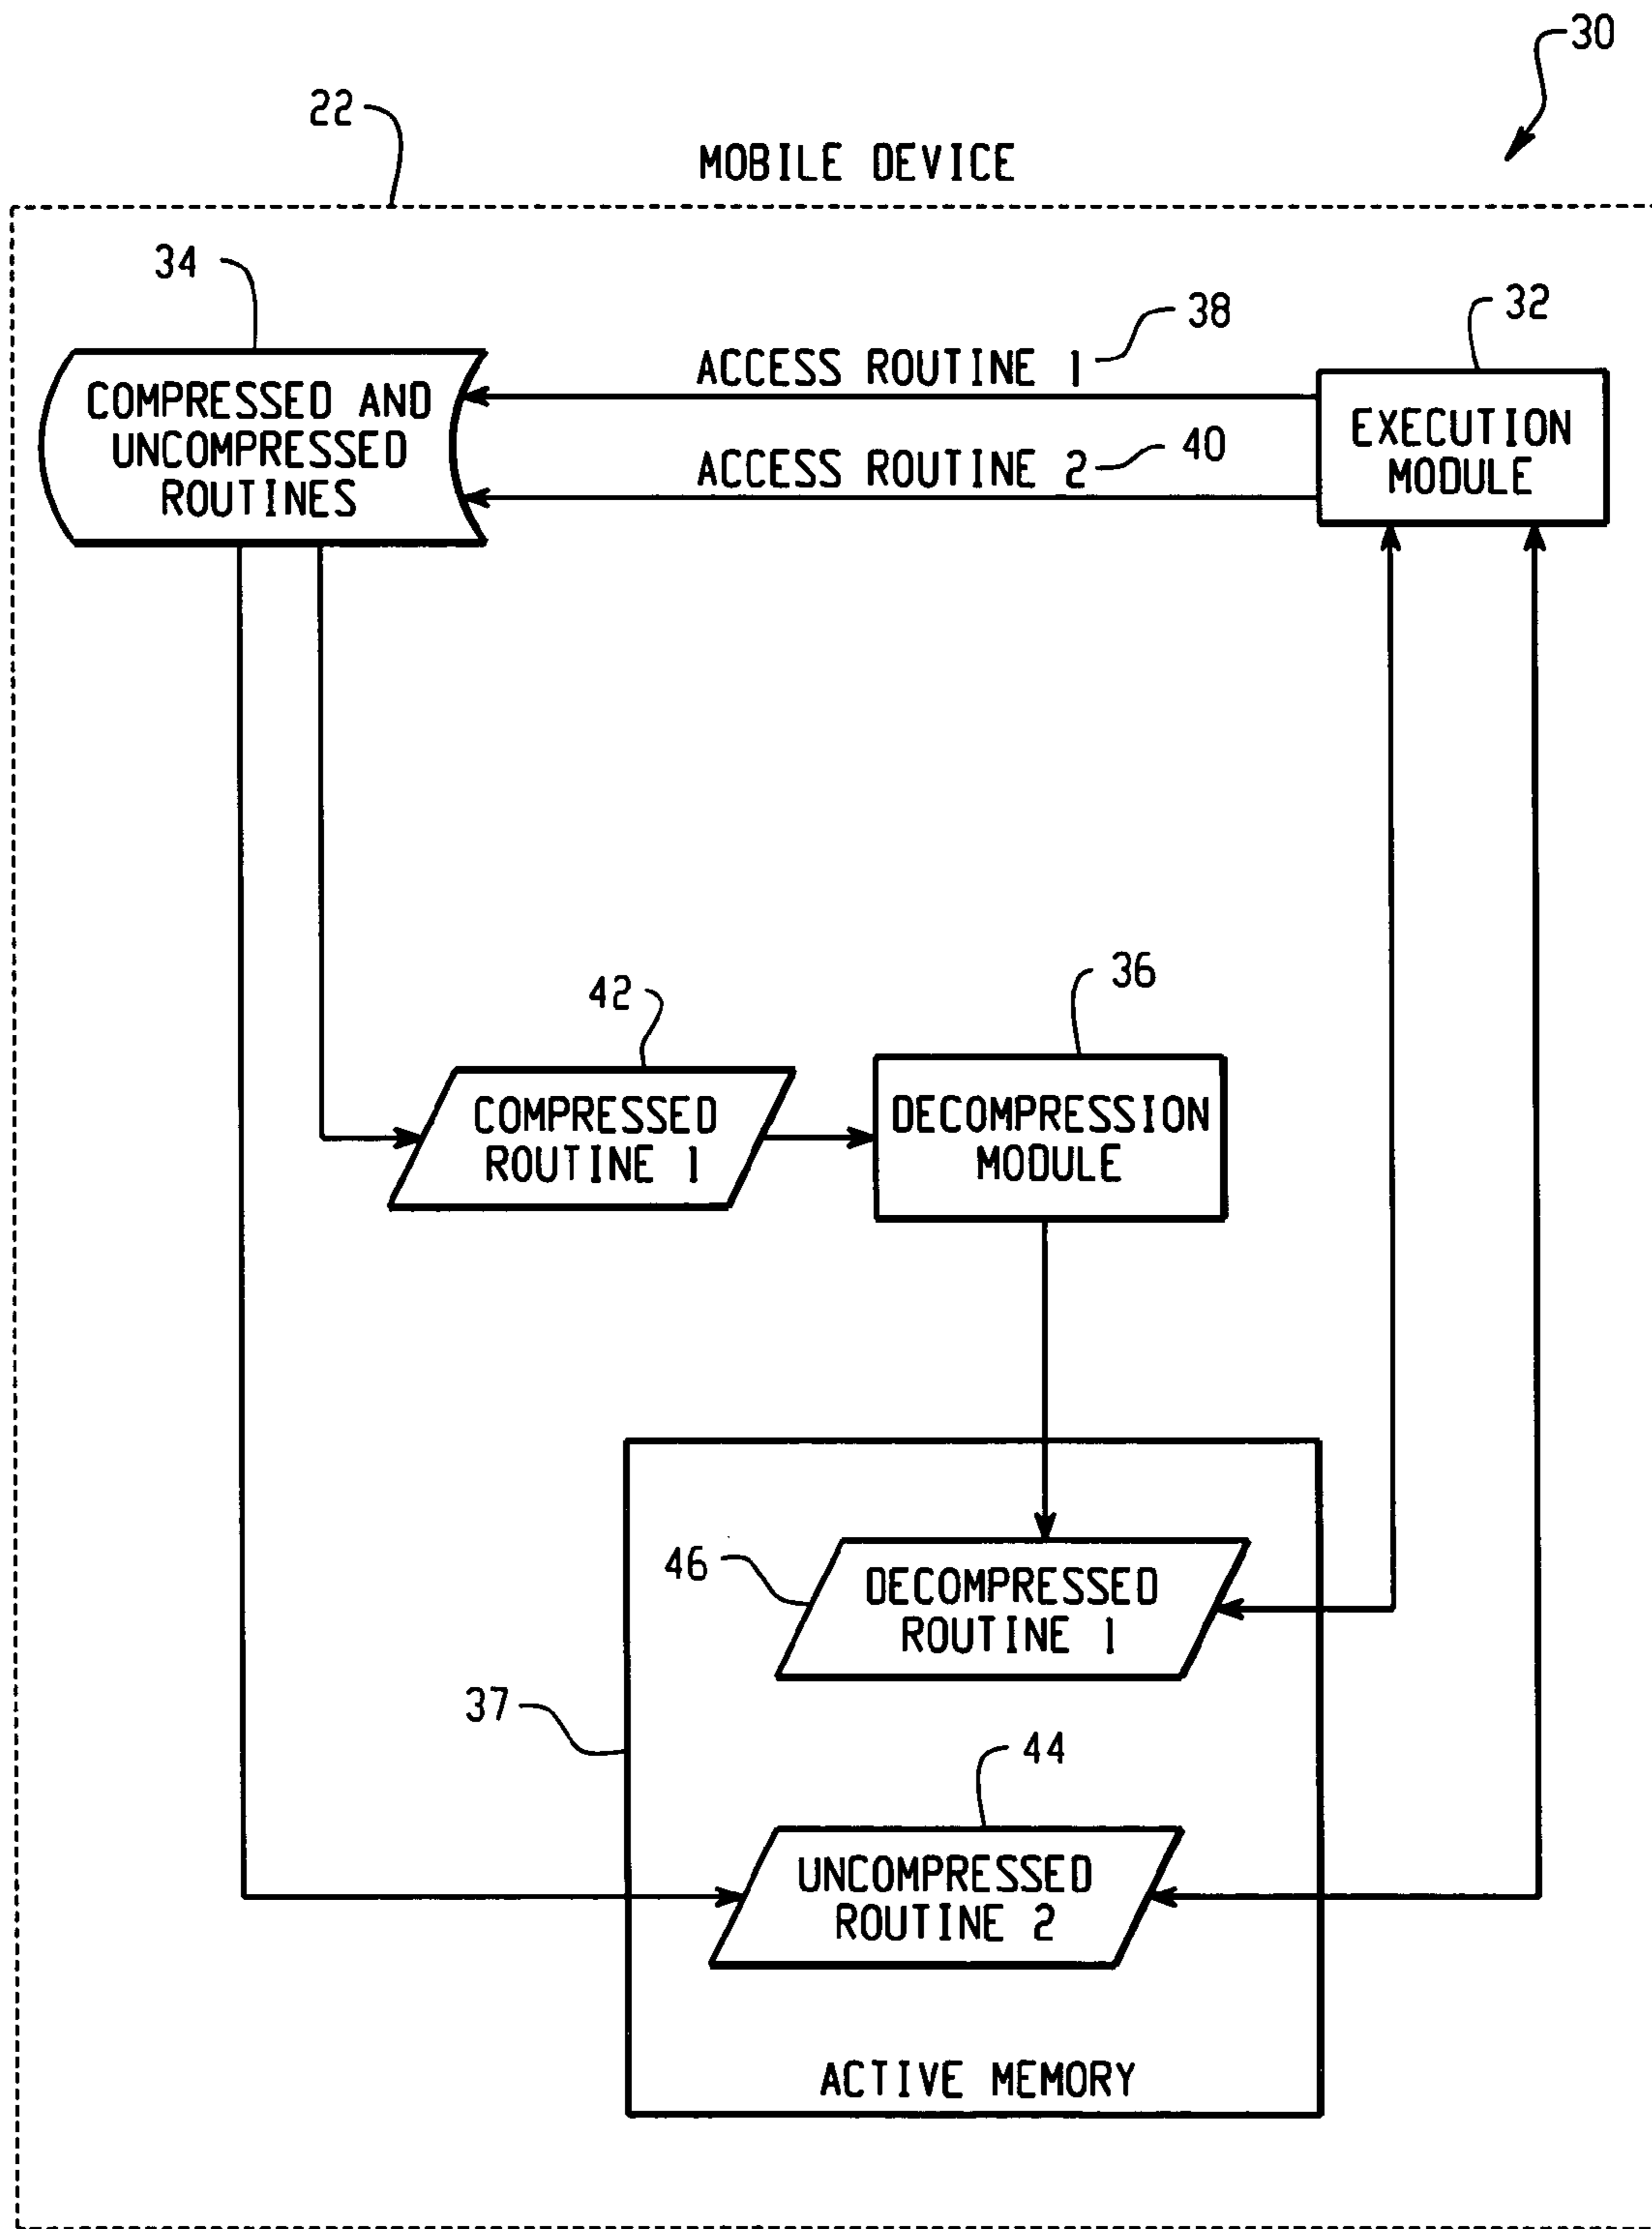 30
22
MOBILE DEVICE
34
38
32
ACCESS ROUTINE 1
COMPRESSED AND
UNCOMPRESSED
ROUTINES
EXECUTION
MODULE
40
ACCESS ROUTINE 2
36
42
COMPRESSED
ROUTINE 1
DECOMPRESSION
MODULE
46
DECOMPRESSED
ROUTINE 1
37
44
UNCOMPRESSED
ROUTINE 2
ACTIVE MEMORY